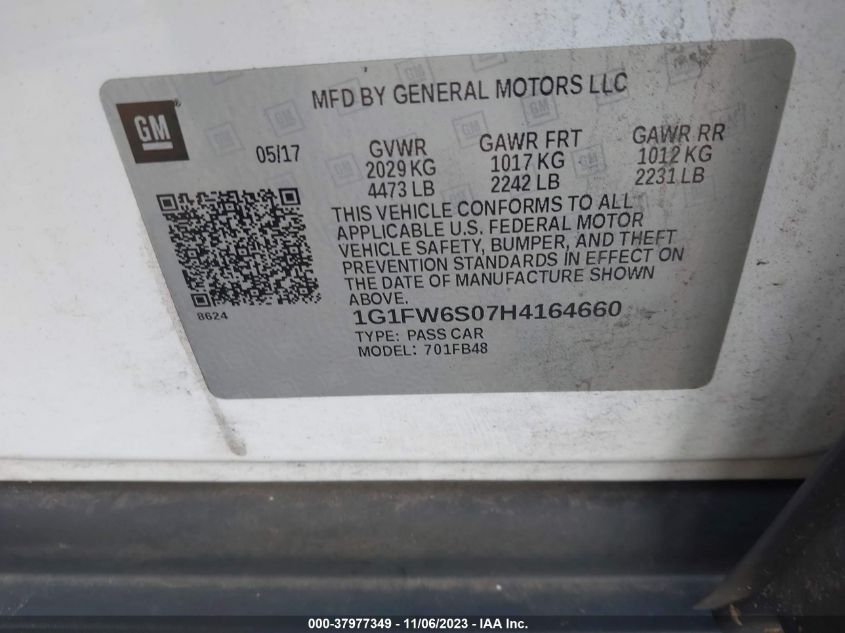 MFD BY GENERAL MOTORS LLC
GM
05/17
GVWR
2029 KG
4473 LB
GAWR FRT
1017 KG
2242 LB
GAWR RR
1012 KG
2231 LB
THIS VEHICLE CONFORMS TO ALL
APPLICABLE U.S. FEDERAL MOTOR
VEHICLE SAFETY, BUMPER, AND THEFT
PREVENTION STANDARDS IN EFFECT ON
THE DATE OF MANUFACTURE SHOWN
ABOVE.
8624
1G1FW6S07H4164660
TYPE: PASS CAR
MODEL: 701FB48
000-37977349 - 11/06/2023 - IAA Inc.